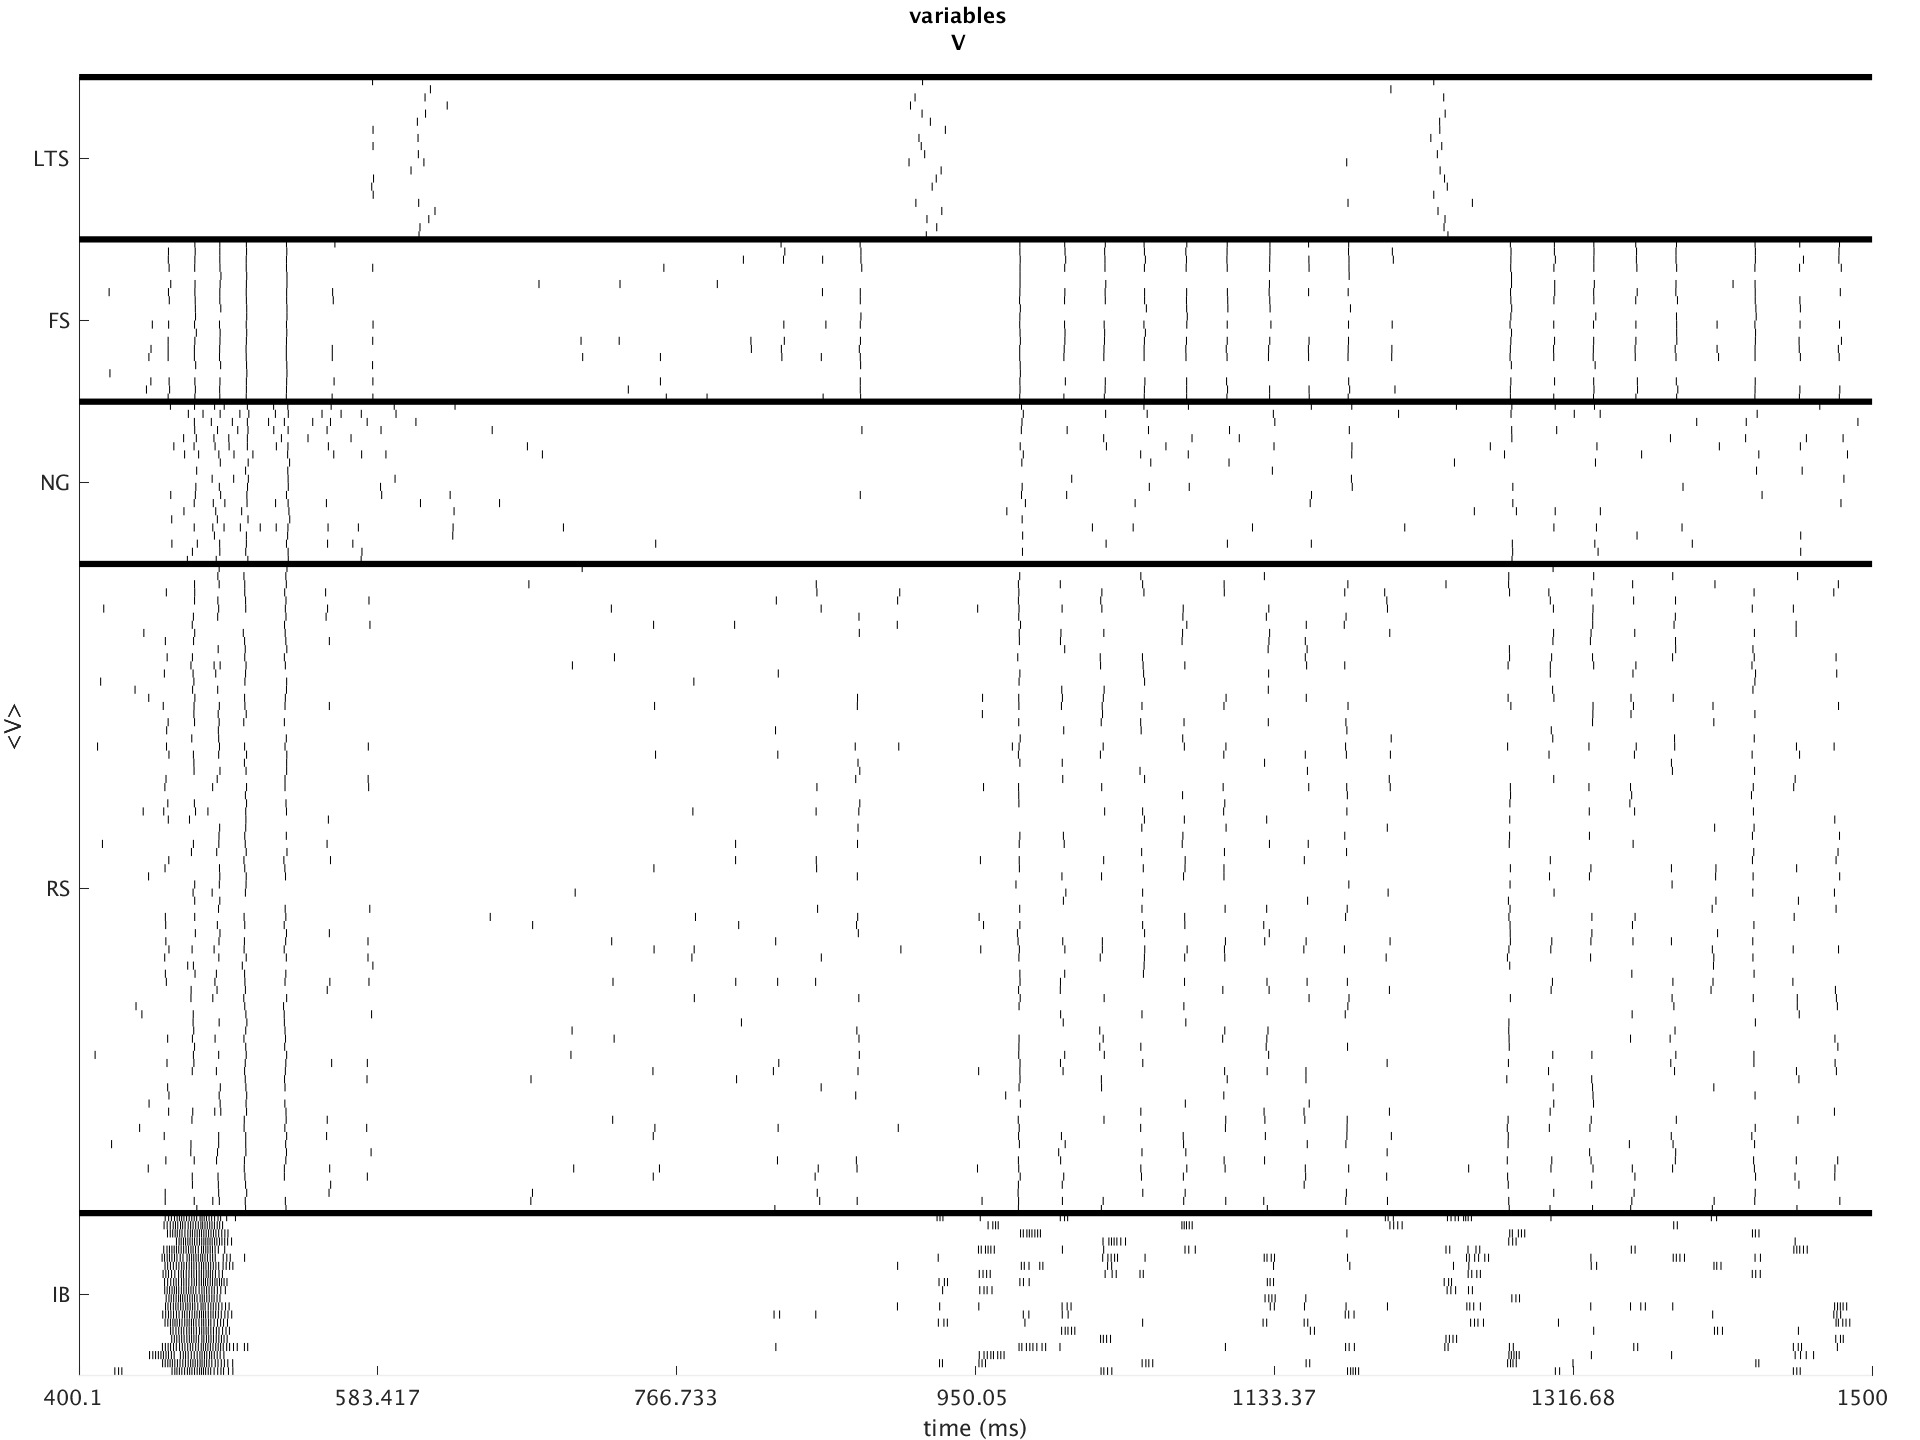 variables
V
LTS
FS
NG
<V>
RS
IB
400.1 583.417 766.733 950.05 1133.37 1316.68 1500
time (ms)